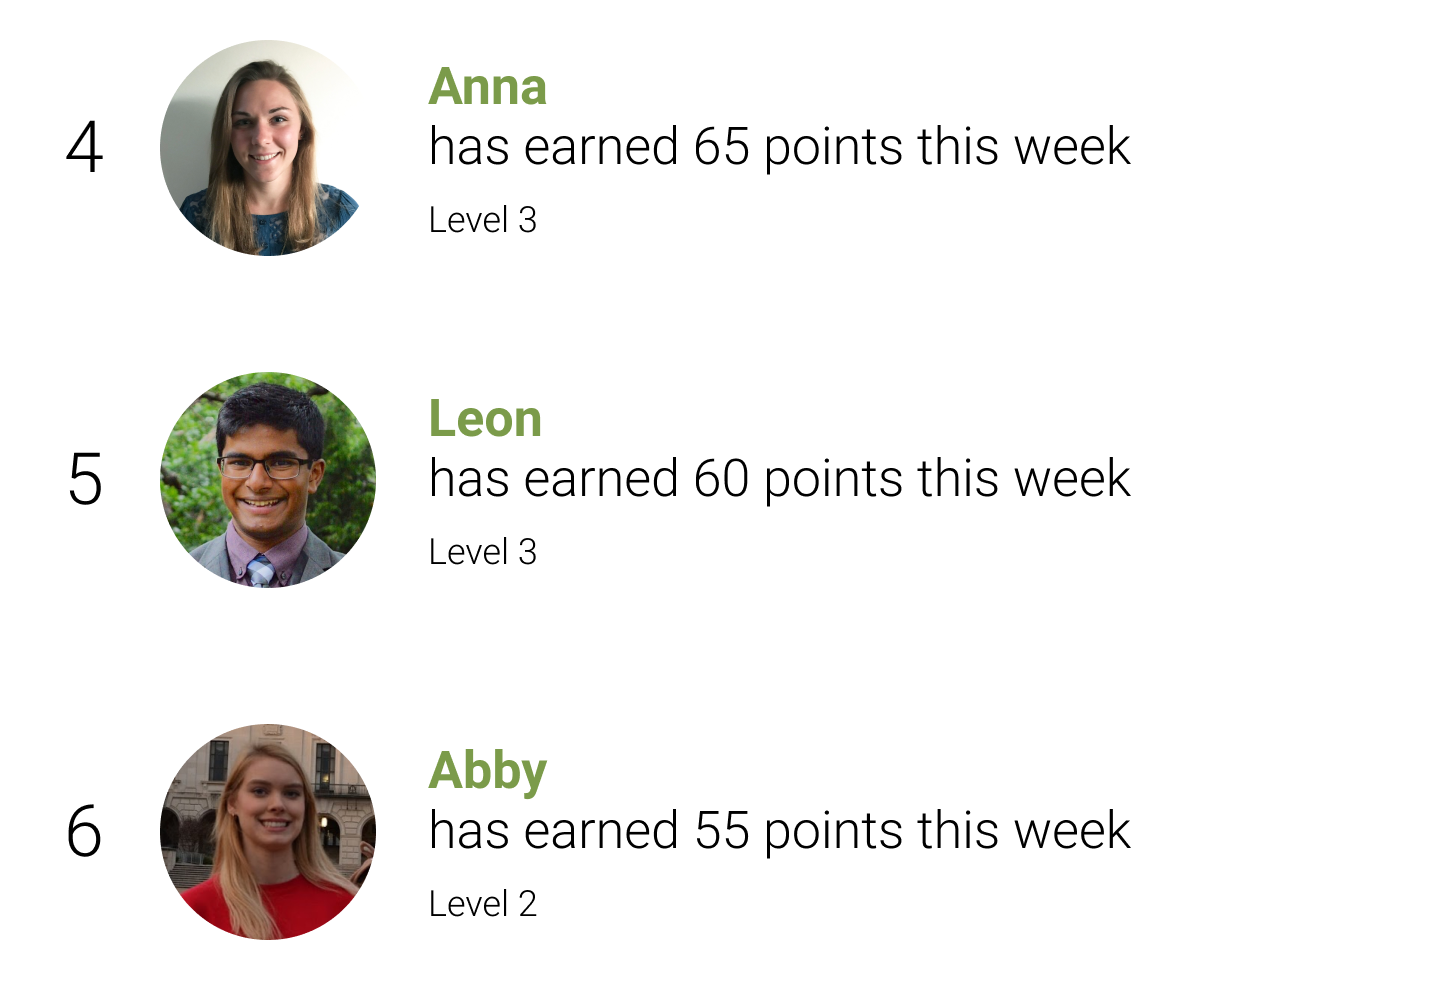 4
Anna
has earned 65 points this week
Level 3
5
Leon
has earned 60 points this week
Level 3
6
Abby
has earned 55 points this week
Level 2